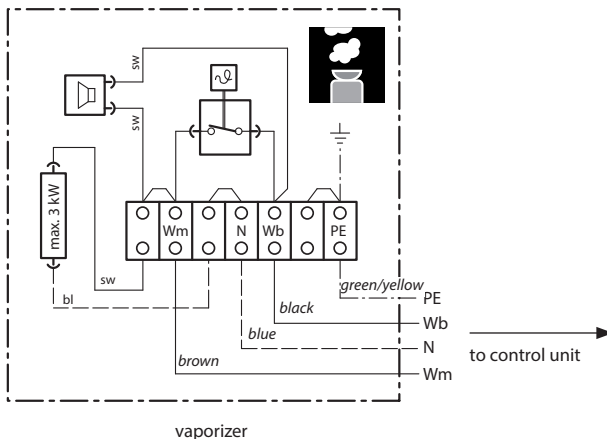 sw
sw
max. 3 kW
Wm N Wb PE
sw
bl
green/yellow
PE
black
Wb
blue
N
to control unit
brown
Wm
vaporizer